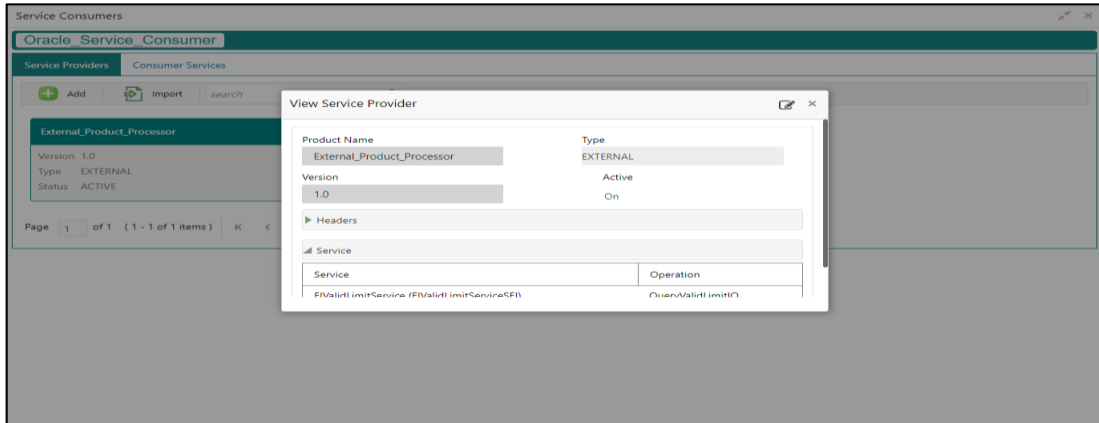 Service Consumers
Oracle_Service_Consumer
Service Providers Consumer Services
Add Import search
External_Product_Processor
Version 1.0
Type EXTERNAL
Status ACTIVE
Page 1 of 1 (1 - 1 of 1 items)
View Service Provider
Product Name Type
External_Product_Processor EXTERNAL
Version Active
1.0 On
Headers
Service
Service Operation
FIValidLimitService (FIValidLimitServiceSEI) QueryValidLimitIO